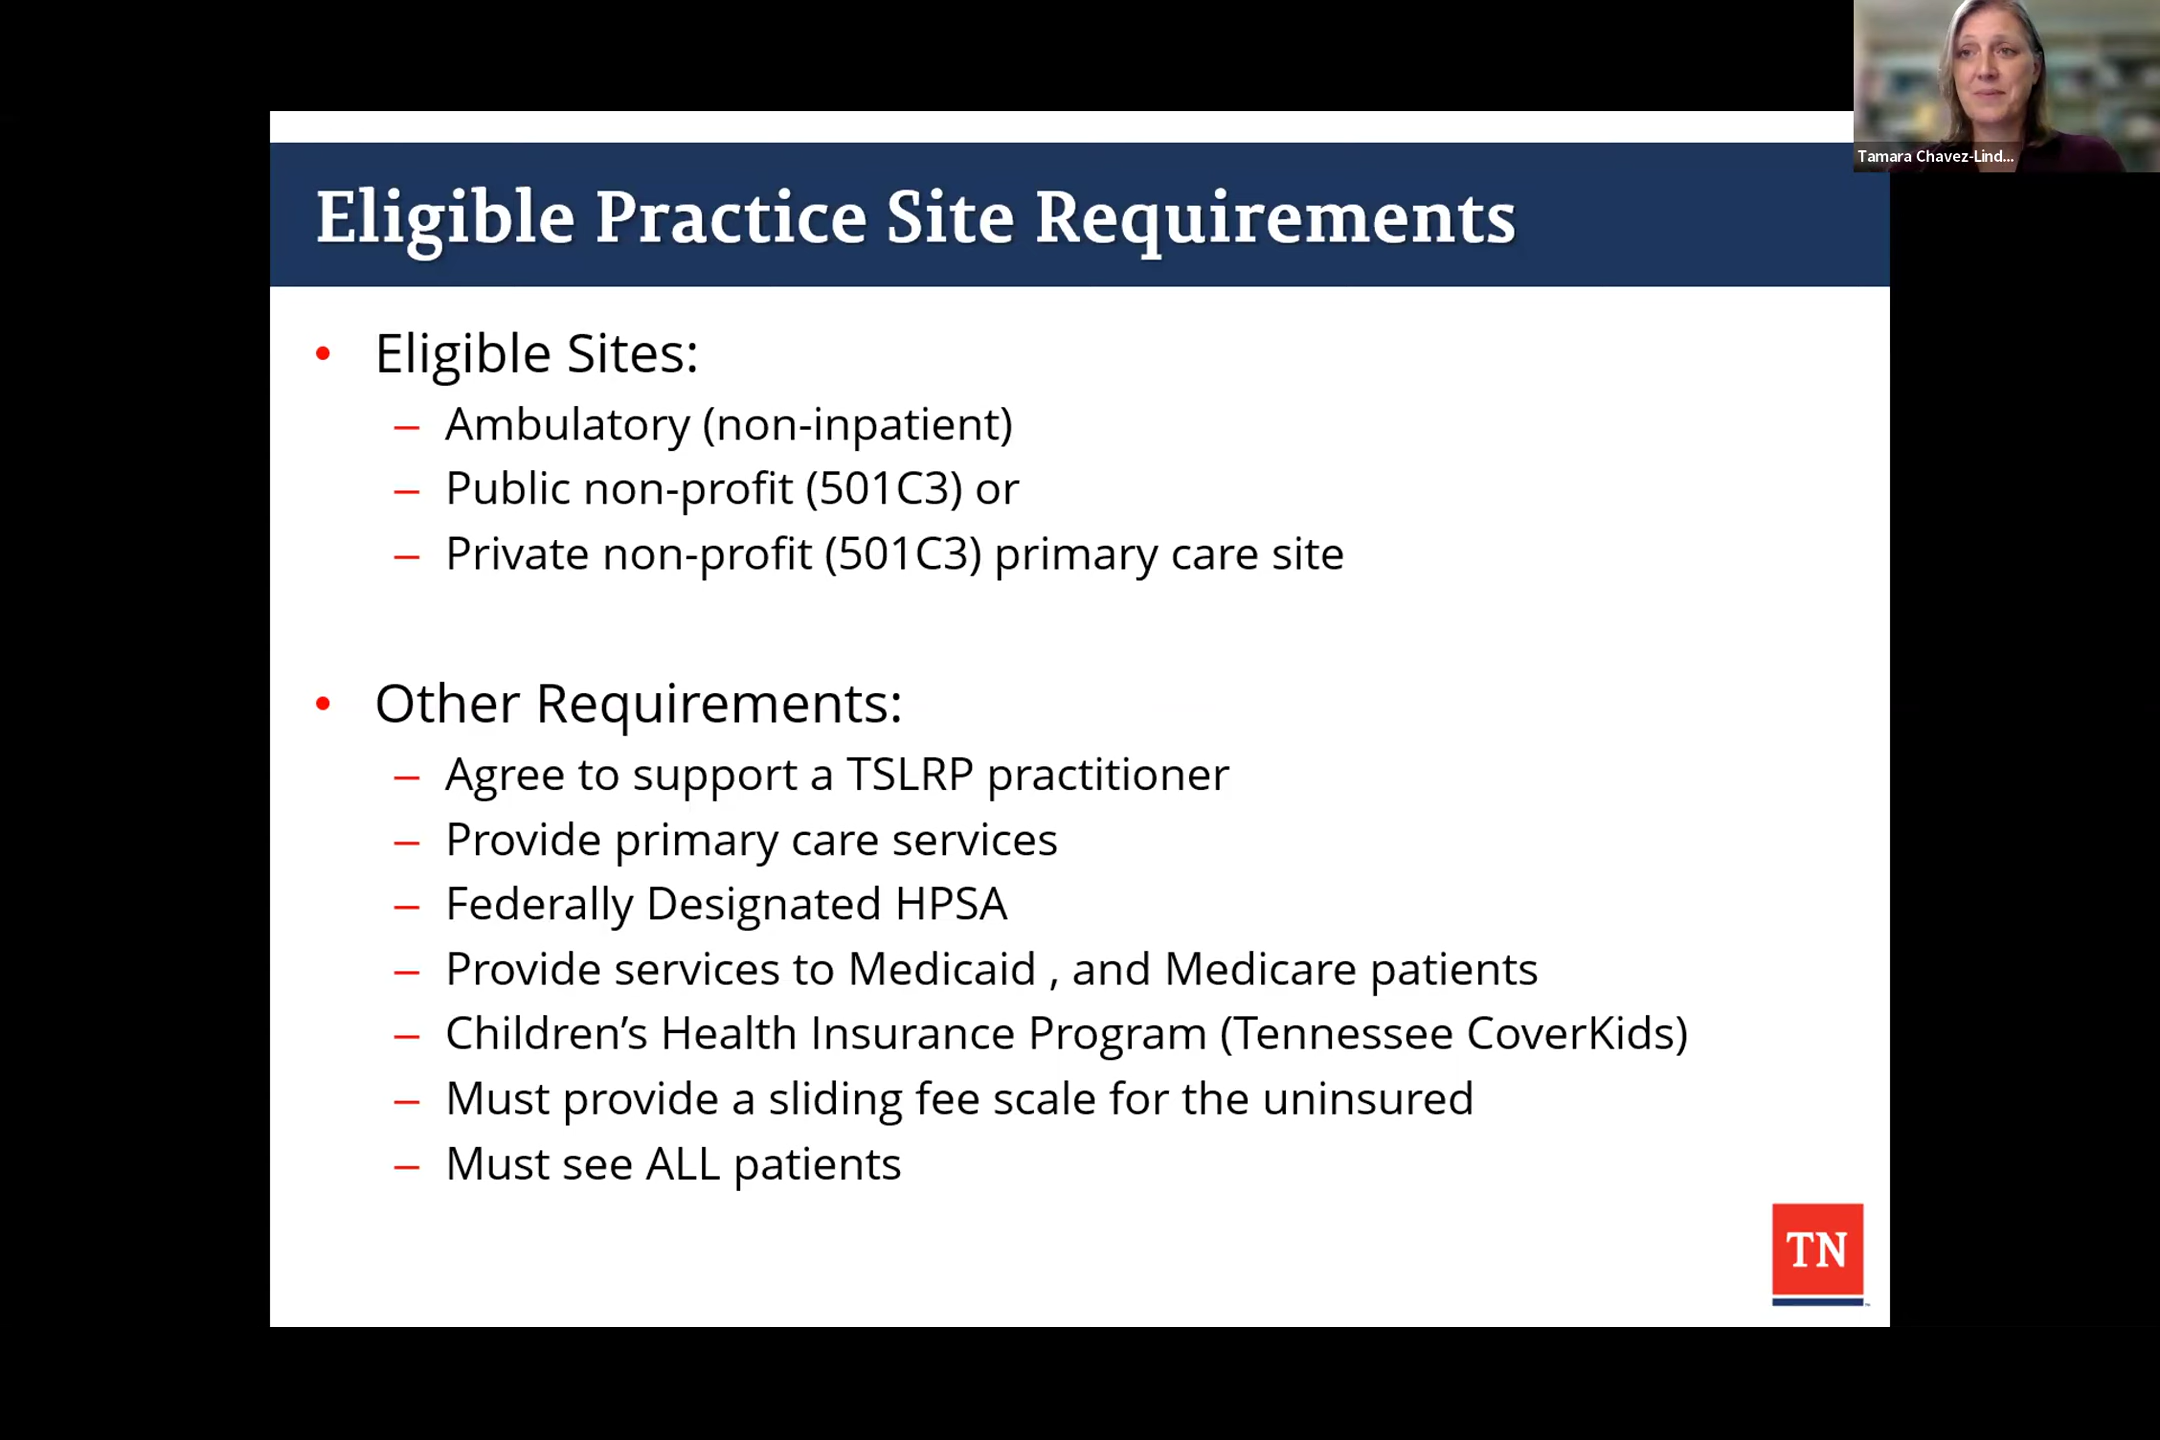 Tamara Chavez-Lind...
Eligible Practice Site Requirements
• Eligible Sites:
– Ambulatory (non-inpatient)
– Public non-profit (501C3) or
– Private non-profit (501C3) primary care site
• Other Requirements:
– Agree to support a TSLRP practitioner
– Provide primary care services
– Federally Designated HPSA
– Provide services to Medicaid , and Medicare patients
– Children’s Health Insurance Program (Tennessee CoverKids)
– Must provide a sliding fee scale for the uninsured
– Must see ALL patients
TN